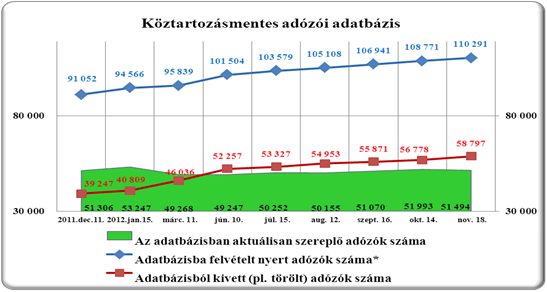 Köztartozásmentes adózói adatbázis
91 052 94 566 95 839 101 504 103 579 105 108 106 941 108 771 110 291
80 000 80 000
39 247 40 809 46 036 52 257 53 327 54 953 55 871 56 778 58 797
51 306 53 247 49 268 49 247 50 252 50 155 51 070 51 993 51 494
30 000 30 000
2011.dec.11. 2012.jan.15. márc. 11. jún. 10. júl. 15. aug. 12. szept. 16. okt. 14. nov. 18.
Az adatbázisban aktuálisan szereplő adózók száma
Adatbázisba felvételt nyert adózók száma*
Adatbázisból kivett (pl. törölt) adózók száma